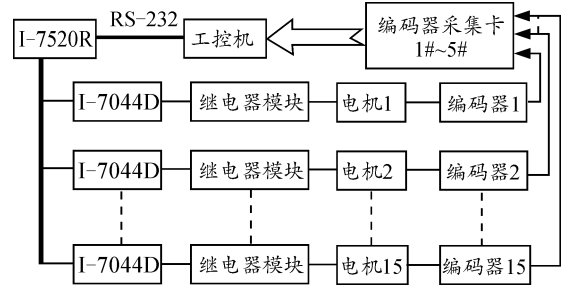 RS-232
I-7520R
工控机
编码器采集卡
1#~5#
I-7044D
继电器模块
电机1
编码器1
I-7044D
继电器模块
电机2
编码器2
I-7044D
继电器模块
电机15
编码器15